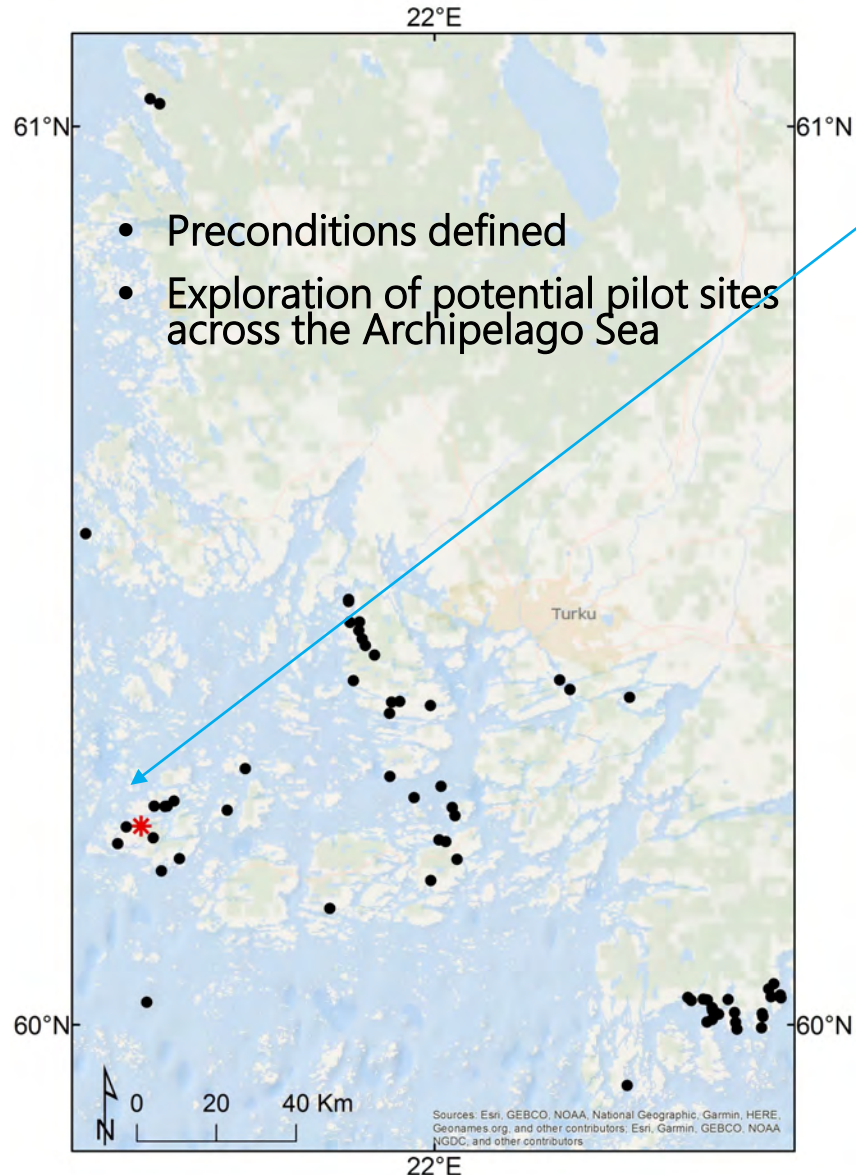 22°E
61°N
61°N
• Preconditions defined
• Exploration of potential pilot sites
across the Archipelago Sea
Turku
60°N
60°N
N
0 20 40 Km
Sources: Esri, GEBCO, NOAA, National Geographic, Garmin, HERE,
Geonames.org, and other contributors; Esri, Garmin, GEBCO, NOAA
NGDC, and other contributors
22°E